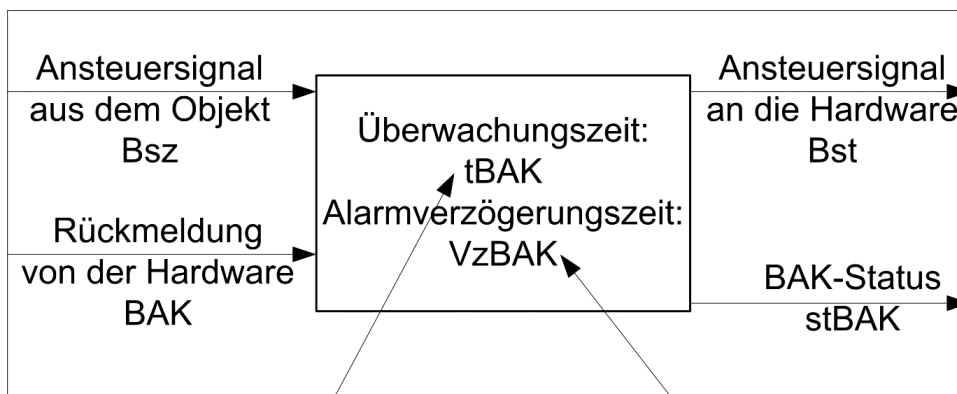 Ansteuersignal
aus dem Objekt
Bsz
Rückmeldung
von der Hardware
BAK
Überwachungszeit:
tBAK
Alarmverzögerungszeit:
VzBAK
Ansteuersignal
an die Hardware
Bst
BAK-Status
stBAK